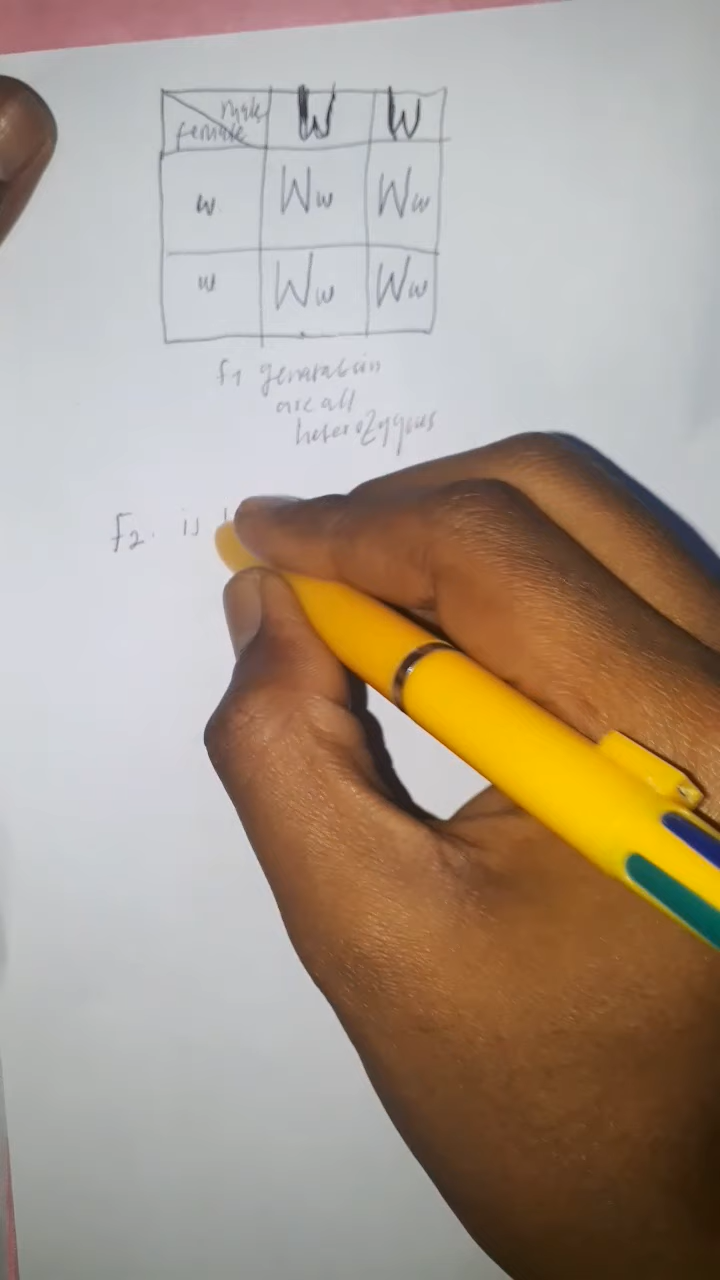 male W W
female
w Ww Ww
w Ww Ww
F1 generation
are all
heterozygous
F2. is